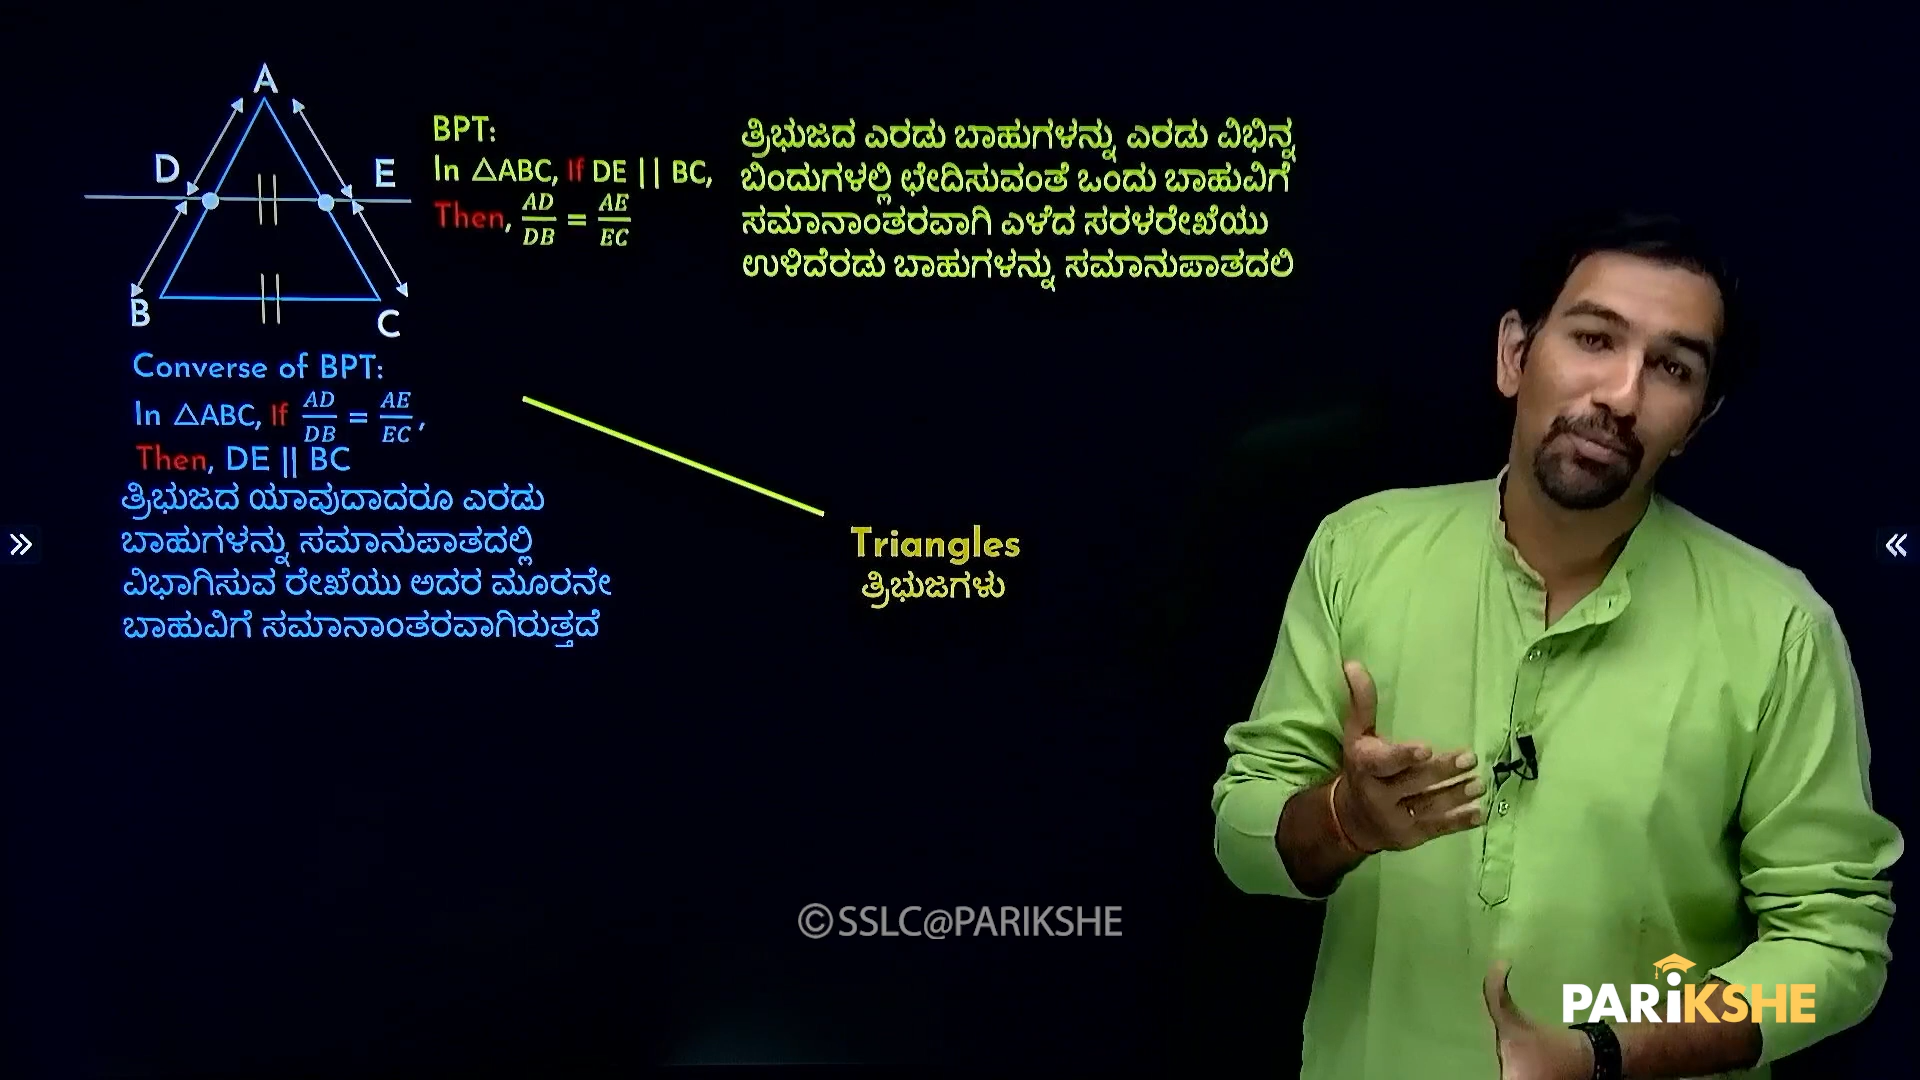 A
D
E
B
C
BPT:
In △ABC, If DE || BC,
Then, AD/DB = AE/EC
ತ್ರಿಭುಜದ ಎರಡು ಬಾಹುಗಳನ್ನು ಎರಡು ವಿಭಿನ್ನ
ಬಿಂದುಗಳಲ್ಲಿ ಛೇದಿಸುವಂತೆ ಒಂದು ಬಾಹುವಿಗೆ
ಸಮಾನಾಂತರವಾಗಿ ಎಳೆದ ಸರಳರೇಖೆಯು
ಉಳಿದೆರಡು ಬಾಹುಗಳನ್ನು ಸಮಾನುಪಾತದಲಿ
Converse of BPT:
In △ABC, If AD/DB = AE/EC,
Then, DE || BC
ತ್ರಿಭುಜದ ಯಾವುದಾದರೂ ಎರಡು
ಬಾಹುಗಳನ್ನು ಸಮಾನುಪಾತದಲ್ಲಿ
ವಿಭಾಗಿಸುವ ರೇಖೆಯು ಅದರ ಮೂರನೇ
ಬಾಹುವಿಗೆ ಸಮಾನಾಂತರವಾಗಿರುತ್ತದೆ
Triangles
ತ್ರಿಭುಜಗಳು
©SSLC@PARIKSHE
PARiKSHE